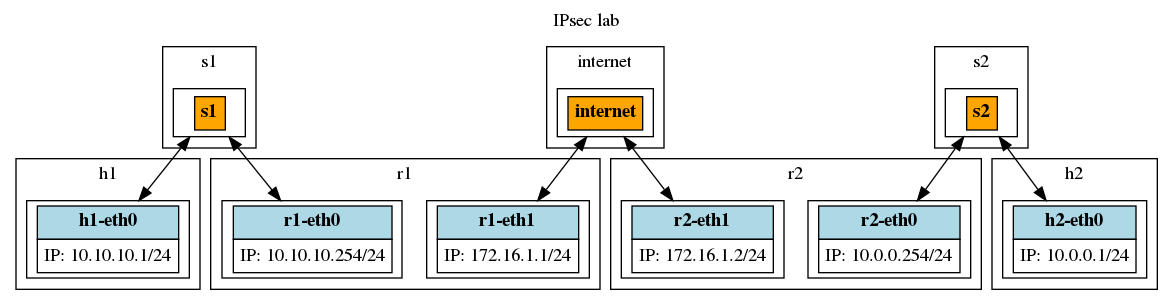 IPsec lab
s1
internet
s2
s1
internet
s2
h1
r1
r2
h2
h1-eth0
r1-eth0
r1-eth1
r2-eth1
r2-eth0
h2-eth0
IP: 10.10.10.1/24
IP: 10.10.10.254/24
IP: 172.16.1.1/24
IP: 172.16.1.2/24
IP: 10.0.0.254/24
IP: 10.0.0.1/24